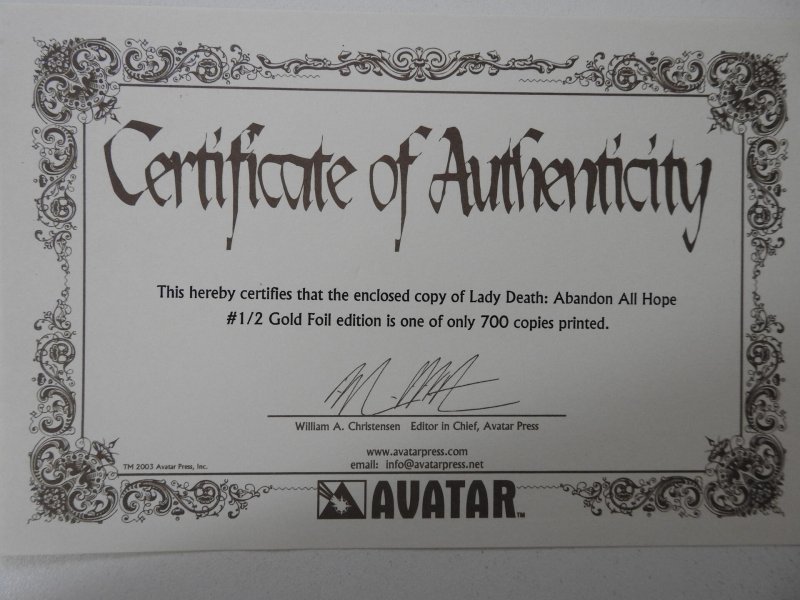 Certificate of Authenticity
This hereby certifies that the enclosed copy of Lady Death: Abandon All Hope
#1/2 Gold Foil edition is one of only 700 copies printed.
William A. Christensen Editor in Chief, Avatar Press
www.avatarpress.com
email: info@avatarpress.net
TM 2003 Avatar Press, Inc.
AVATAR TM